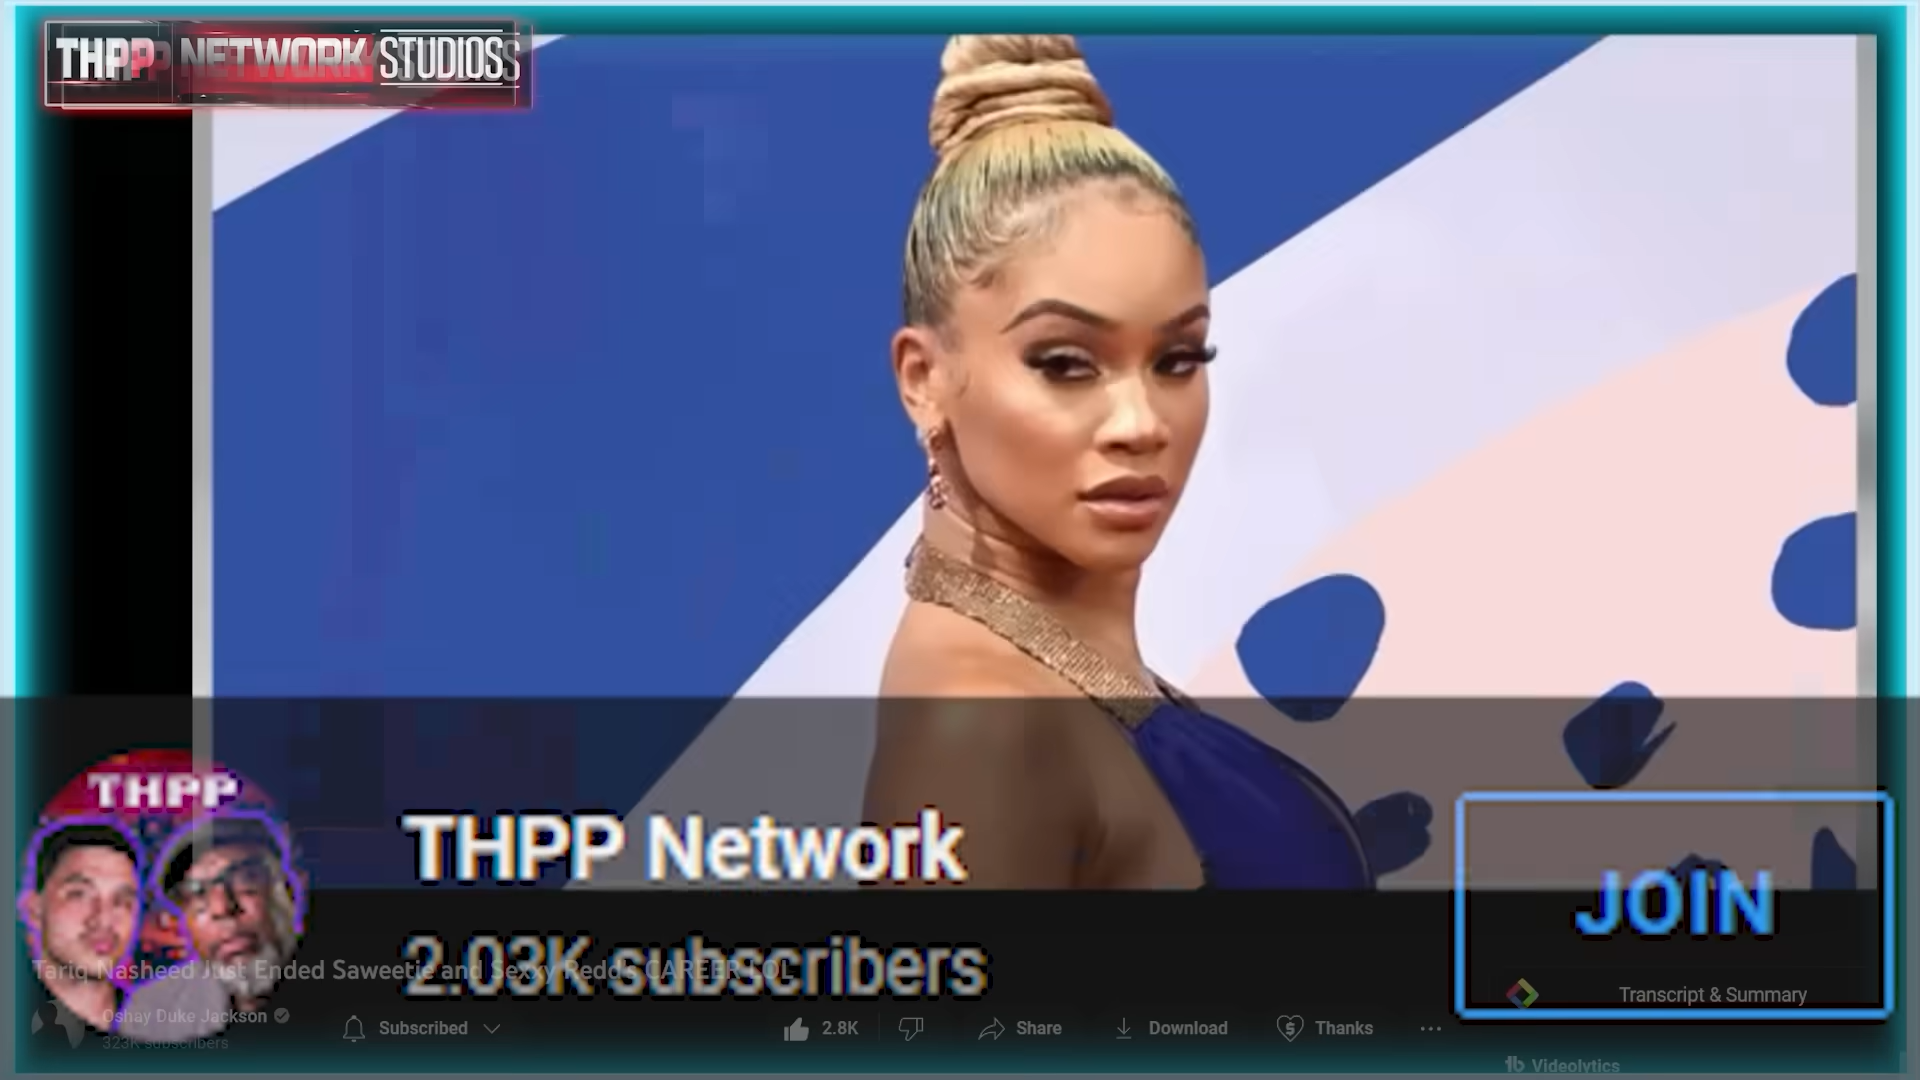 THPP NETWORK STUDIOS
THPP
THPP Network
2.03K subscribers
JOIN
Tariq Nasheed Just Ended Saweetie and Sexxy Redd's CAREER LOL
Oshay Duke Jackson
323K subscribers
Subscribed
2.8K
Share
Download
Thanks
Transcript & Summary
Videolytics